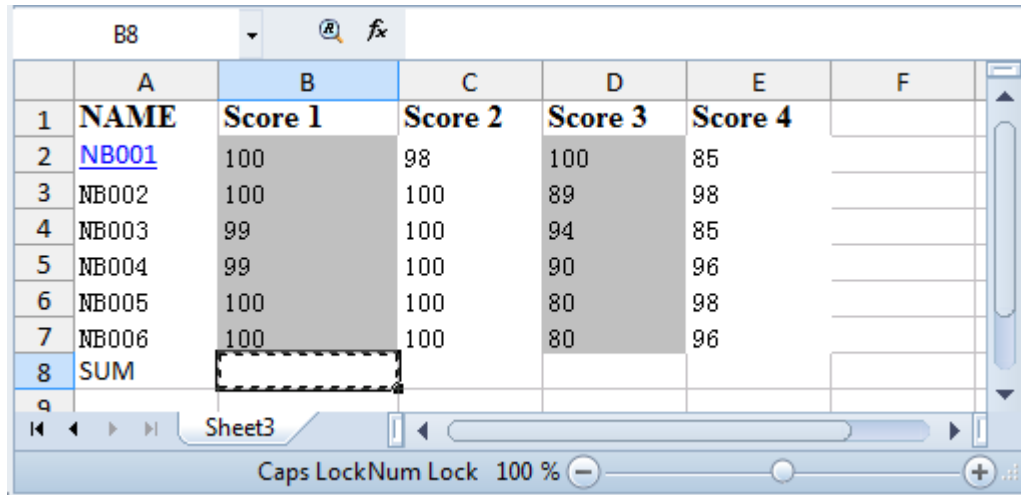 B8 R fx
A B C D E F
1 NAME Score 1 Score 2 Score 3 Score 4
2 NB001 100 98 100 85
3 NB002 100 100 89 98
4 NB003 99 100 94 85
5 NB004 99 100 90 96
6 NB005 100 100 80 98
7 NB006 100 100 80 96
8 SUM
9
Sheet3
Caps LockNum Lock 100 %